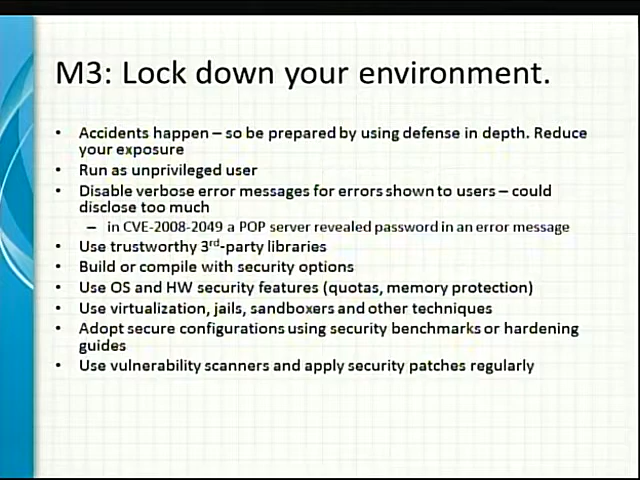 M3: Lock down your environment.
• Accidents happen – so be prepared by using defense in depth. Reduce
your exposure
• Run as unprivileged user
• Disable verbose error messages for errors shown to users – could
disclose too much
– in CVE-2008-2049 a POP server revealed password in an error message
• Use trustworthy 3rd-party libraries
• Build or compile with security options
• Use OS and HW security features (quotas, memory protection)
• Use virtualization, jails, sandboxers and other techniques
• Adopt secure configurations using security benchmarks or hardening
guides
• Use vulnerability scanners and apply security patches regularly